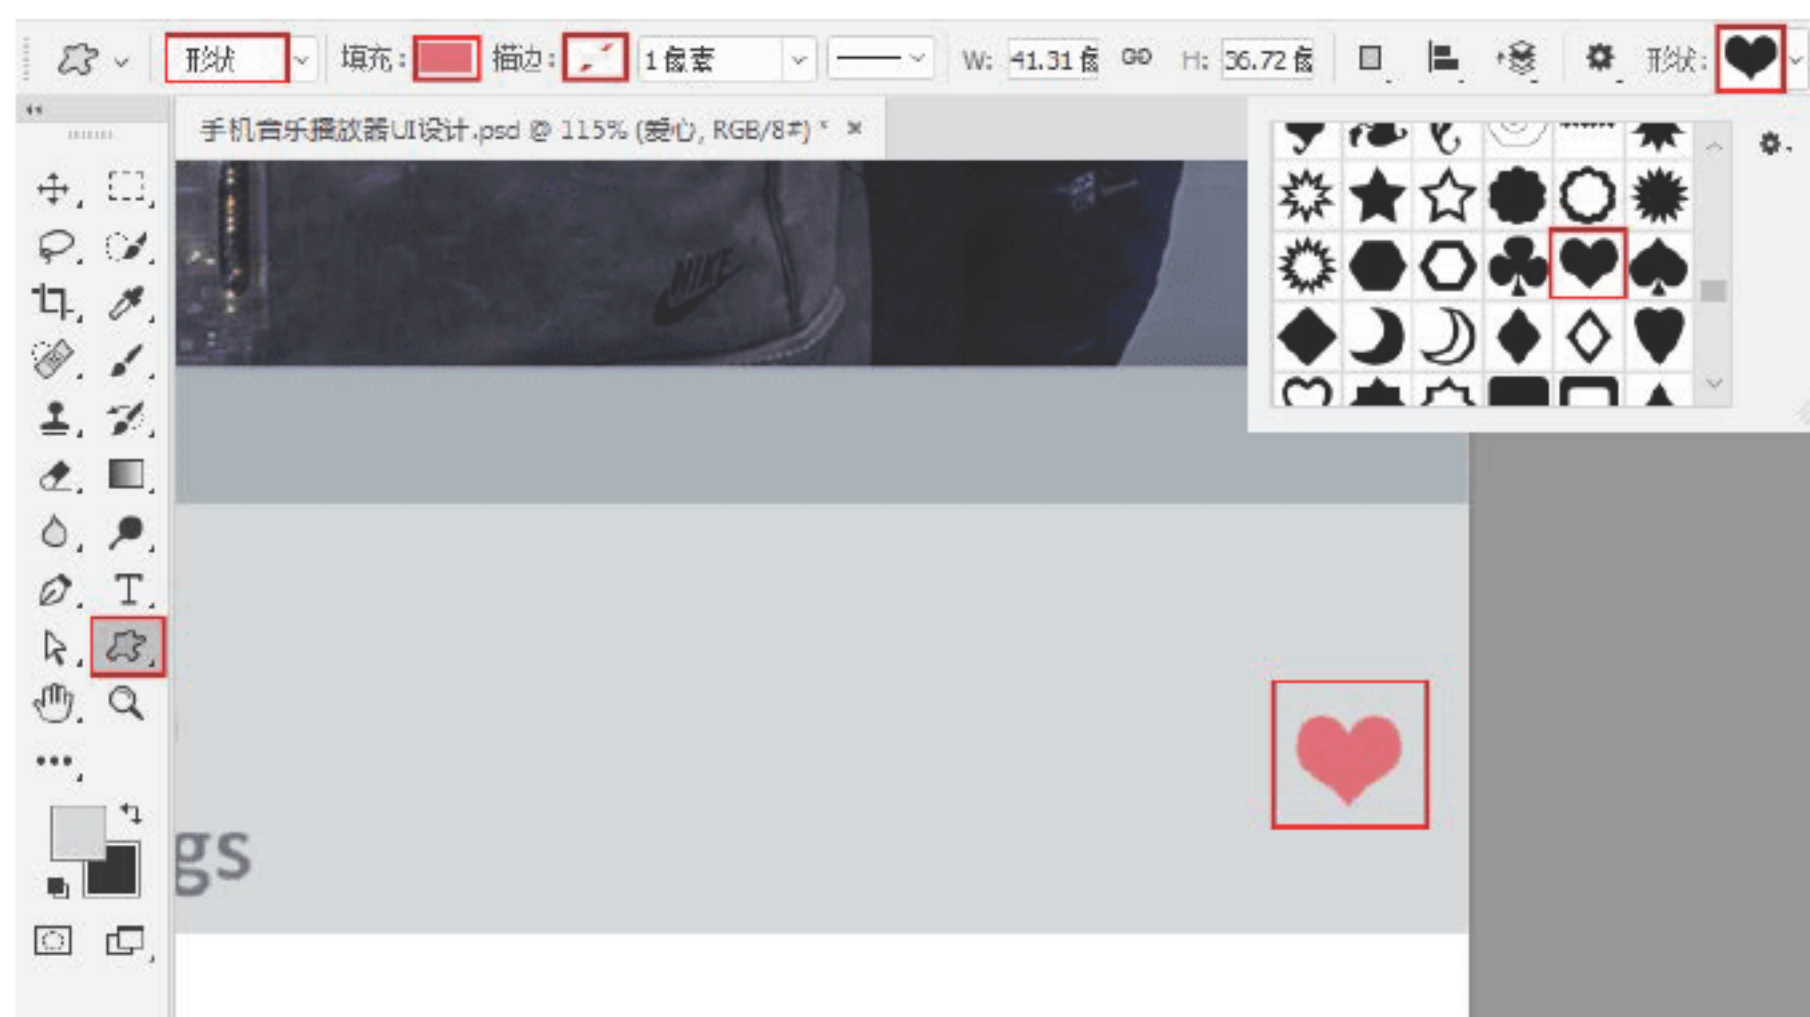 形状 填充: 描边: 1 像素 W: 41.31 像 H: 36.72 像 形状:
手机音乐播放器UI设计.psd @ 115% (爱心, RGB/8#) * ×
NIKE
T
gs